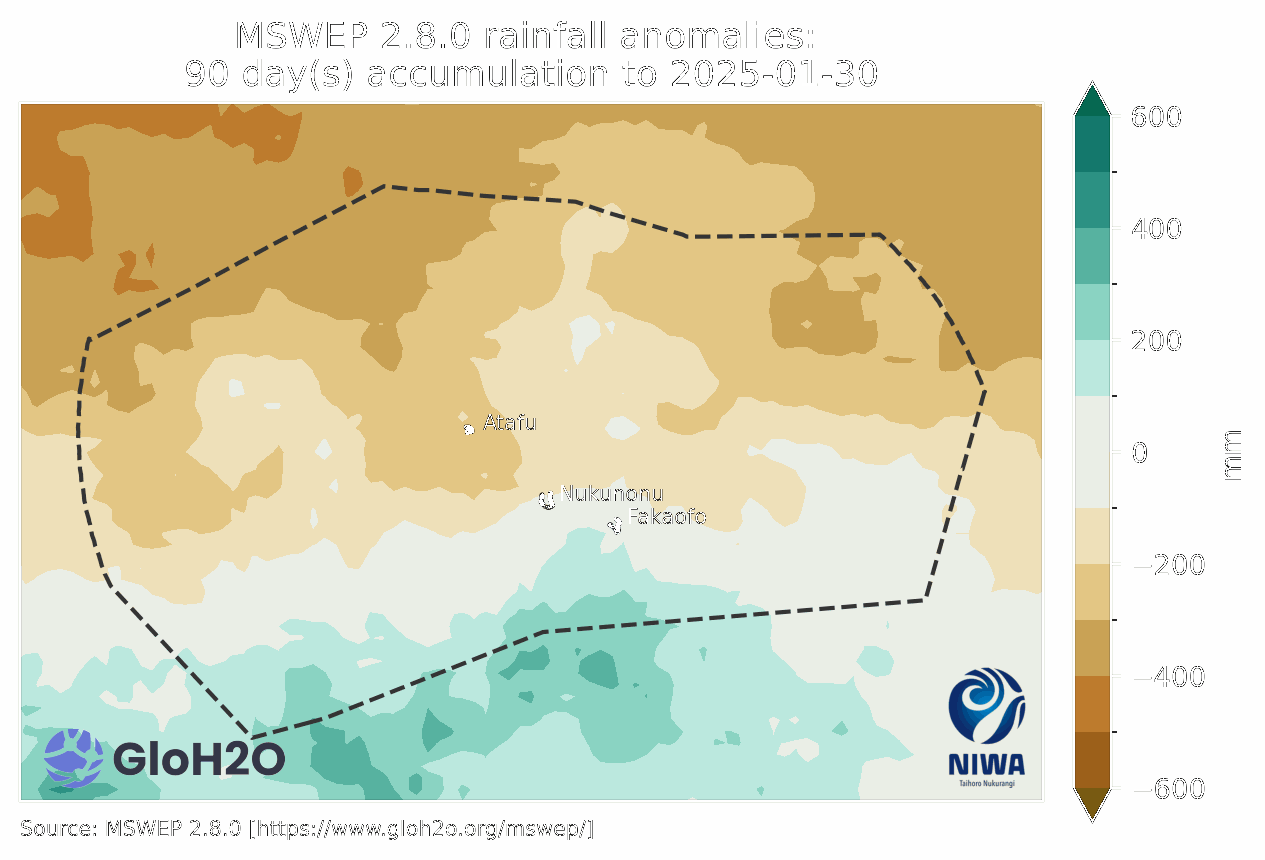 MSWEP 2.8.0 rainfall anomalies:
90 day(s) accumulation to 2025-01-30
600
400
200
0
−200
−400
−600
mm
Atafu
Nukunonu
Fakaofo
GloH2O
NIWA
Taihoro Nukurangi
Source: MSWEP 2.8.0 [https://www.gloh2o.org/mswep/]